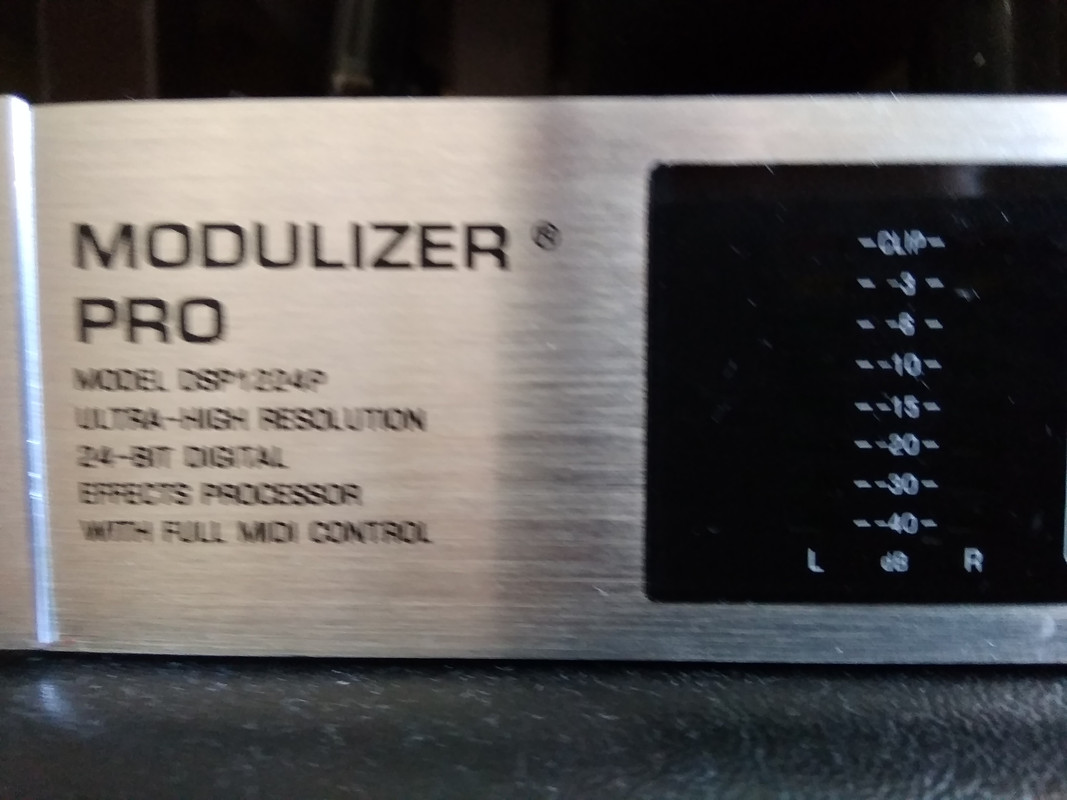 MODULIZER ®
PRO
MODEL DSP1224P
ULTRA-HIGH RESOLUTION
24-BIT DIGITAL
EFFECTS PROCESSOR
WITH FULL MIDI CONTROL
-CLIP-
- -3 -
- -6 -
- -10 -
- -15 -
- -20 -
- -30 -
- -40 -
L dB R